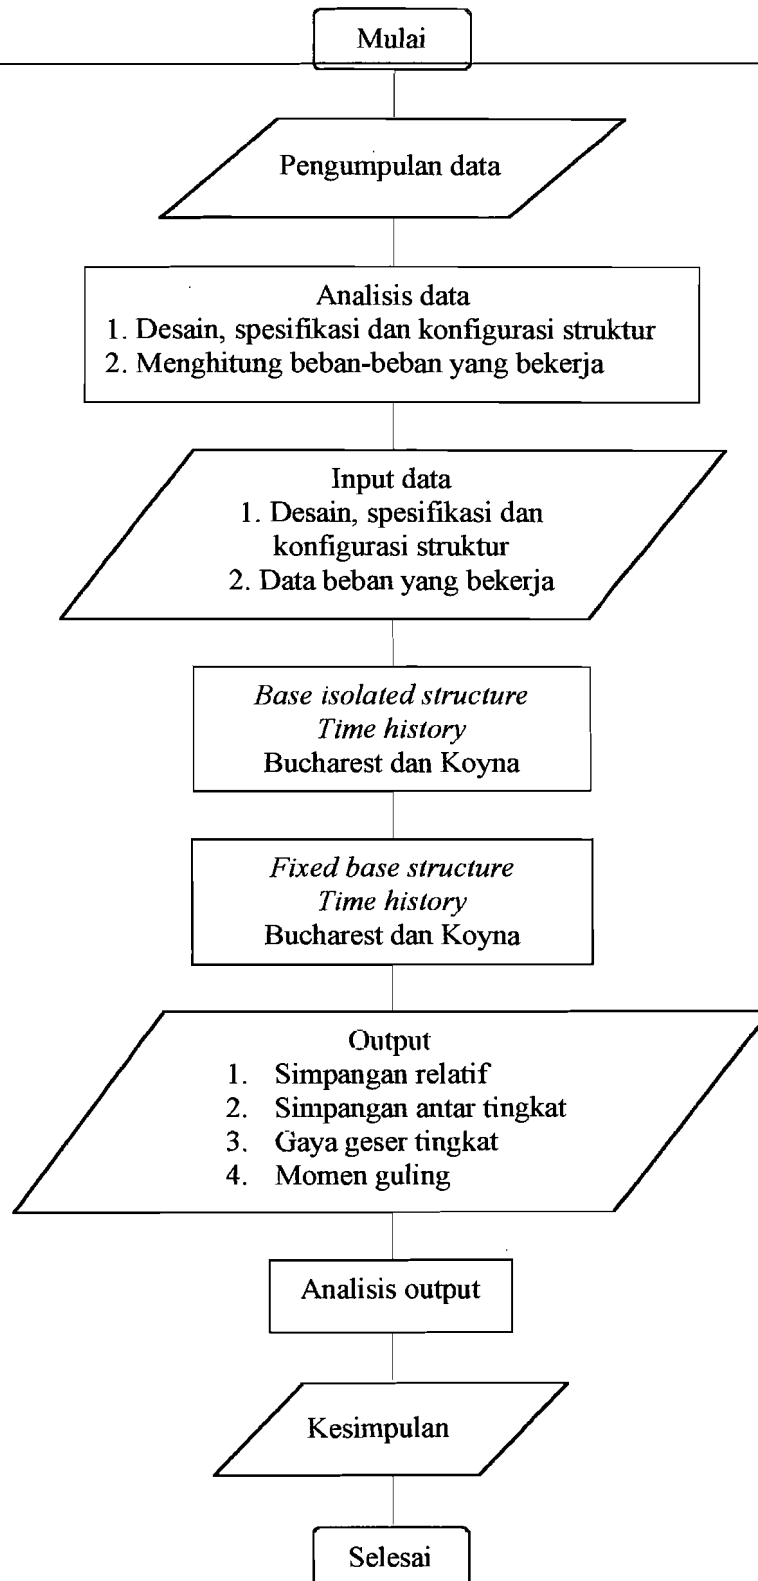 Mulai
Pengumpulan data
Analisis data
1. Desain, spesifikasi dan konfigurasi struktur
2. Menghitung beban-beban yang bekerja
Input data
1. Desain, spesifikasi dan
konfigurasi struktur
2. Data beban yang bekerja
Base isolated structure
Time history
Bucharest dan Koyna
Fixed base structure
Time history
Bucharest dan Koyna
Output
1. Simpangan relatif
2. Simpangan antar tingkat
3. Gaya geser tingkat
4. Momen guling
Analisis output
Kesimpulan
Selesai